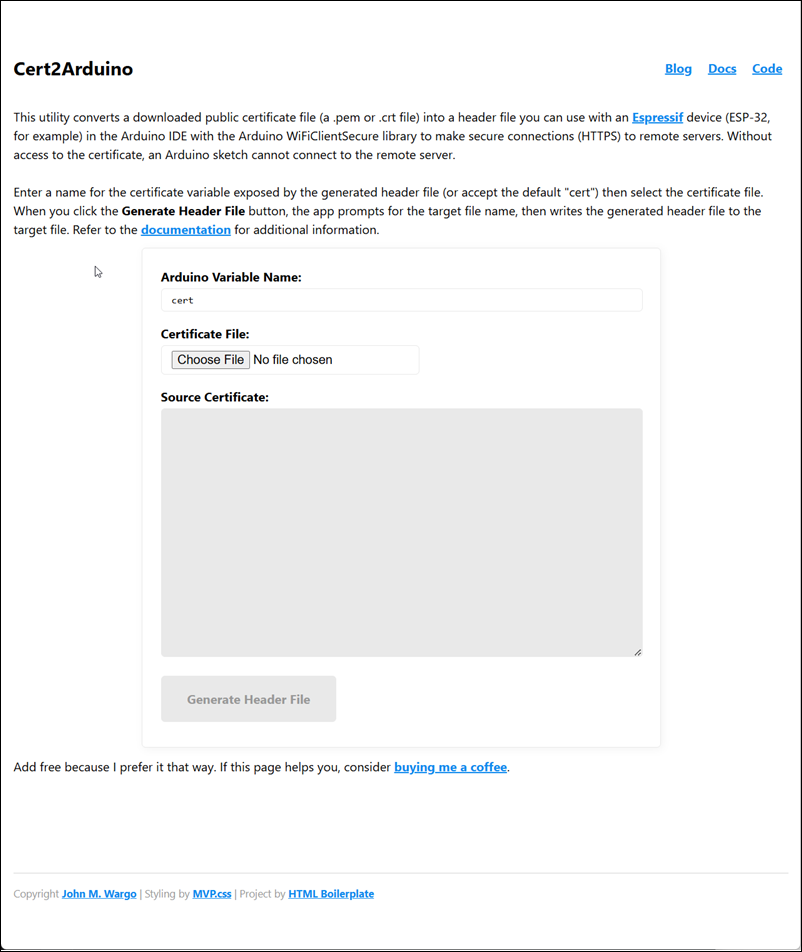 Cert2Arduino
Blog Docs Code
This utility converts a downloaded public certificate file (a .pem or .crt file) into a header file you can use with an Espressif device (ESP-32,
for example) in the Arduino IDE with the Arduino WiFiClientSecure library to make secure connections (HTTPS) to remote servers. Without
access to the certificate, an Arduino sketch cannot connect to the remote server.
Enter a name for the certificate variable exposed by the generated header file (or accept the default "cert") then select the certificate file.
When you click the Generate Header File button, the app prompts for the target file name, then writes the generated header file to the
target file. Refer to the documentation for additional information.
Arduino Variable Name:
cert
Certificate File:
Choose File No file chosen
Source Certificate:
Generate Header File
Add free because I prefer it that way. If this page helps you, consider buying me a coffee.
Copyright John M. Wargo | Styling by MVP.css | Project by HTML Boilerplate